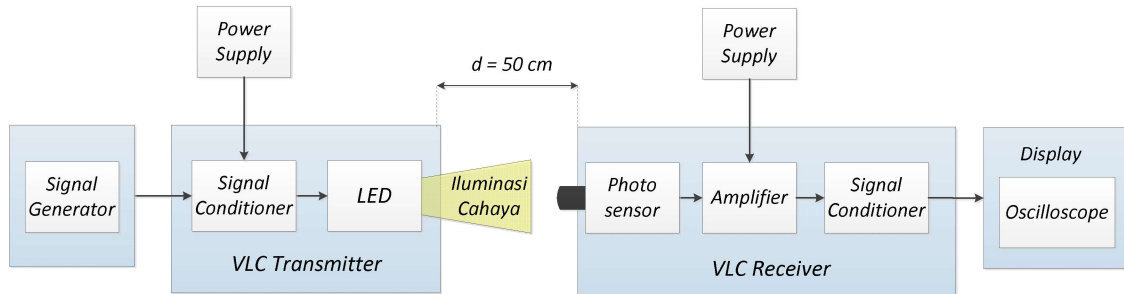 Power
Supply
d = 50 cm
Power
Supply
Signal
Generator
Signal
Conditioner
LED
Iluminasi
Cahaya
VLC Transmitter
Photo
sensor
Amplifier
Signal
Conditioner
VLC Receiver
Display
Oscilloscope